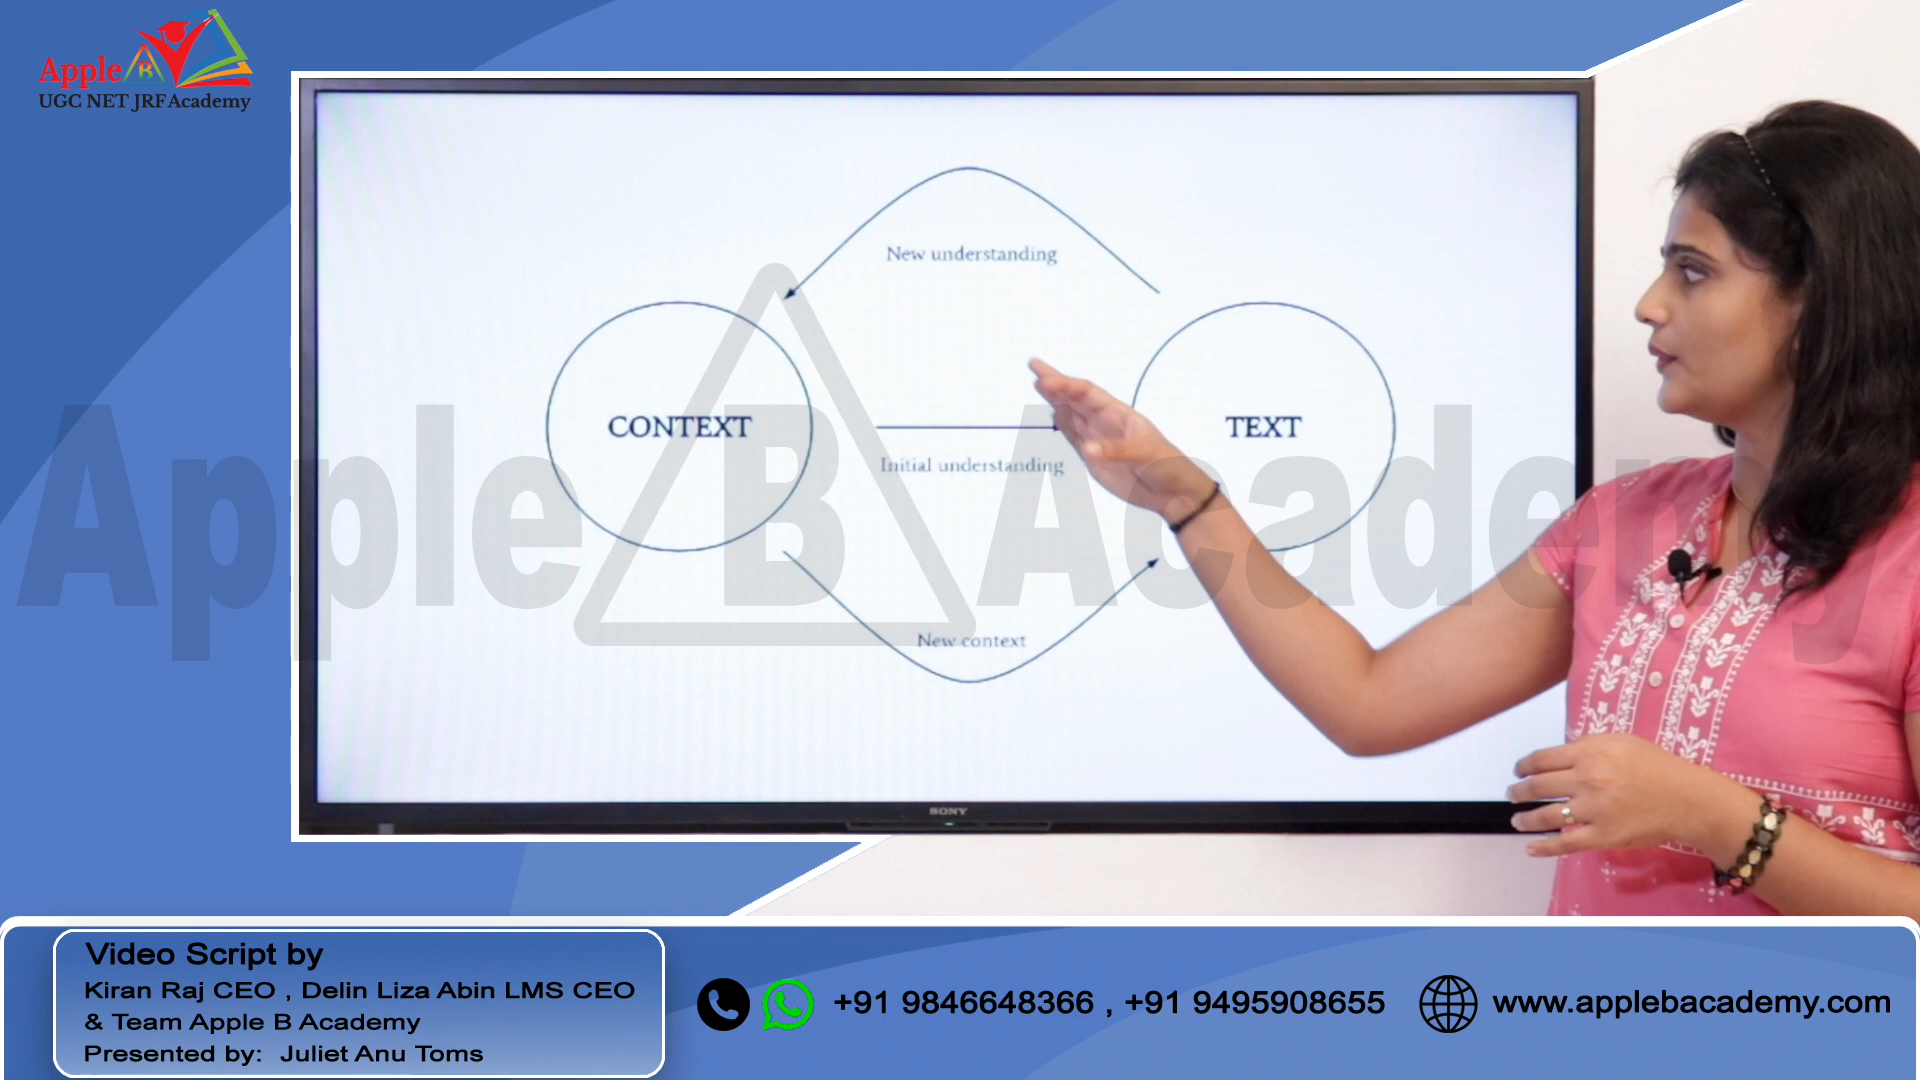 Apple B
UGC NET JRF Academy
New understanding
CONTEXT
TEXT
Initial understanding
New context
Apple B Academy
SONY
Video Script by
Kiran Raj CEO , Delin Liza Abin LMS CEO
& Team Apple B Academy
Presented by: Juliet Anu Toms
+91 9846648366 , +91 9495908655
www.applebacademy.com